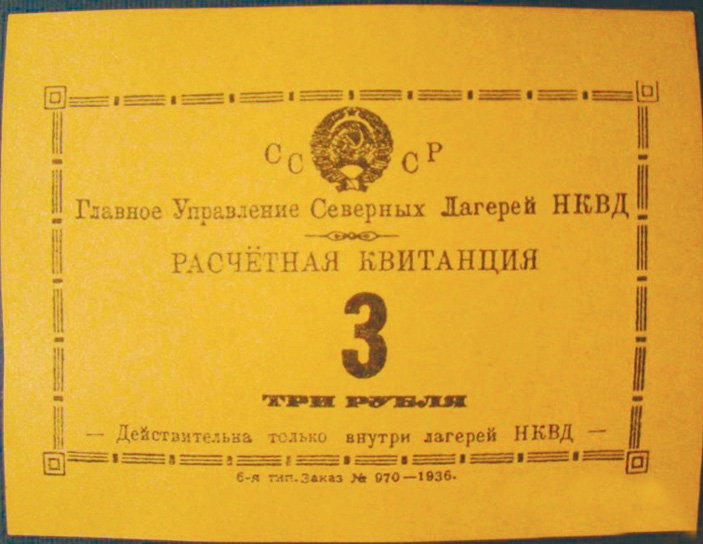 СССР
Главное Управление Северных Лагерей НКВД
РАСЧЁТНАЯ КВИТАНЦИЯ
3
ТРИ РУБЛЯ
— Действительна только внутри лагерей НКВД —
6-я тип. Заказ № 970—1936.